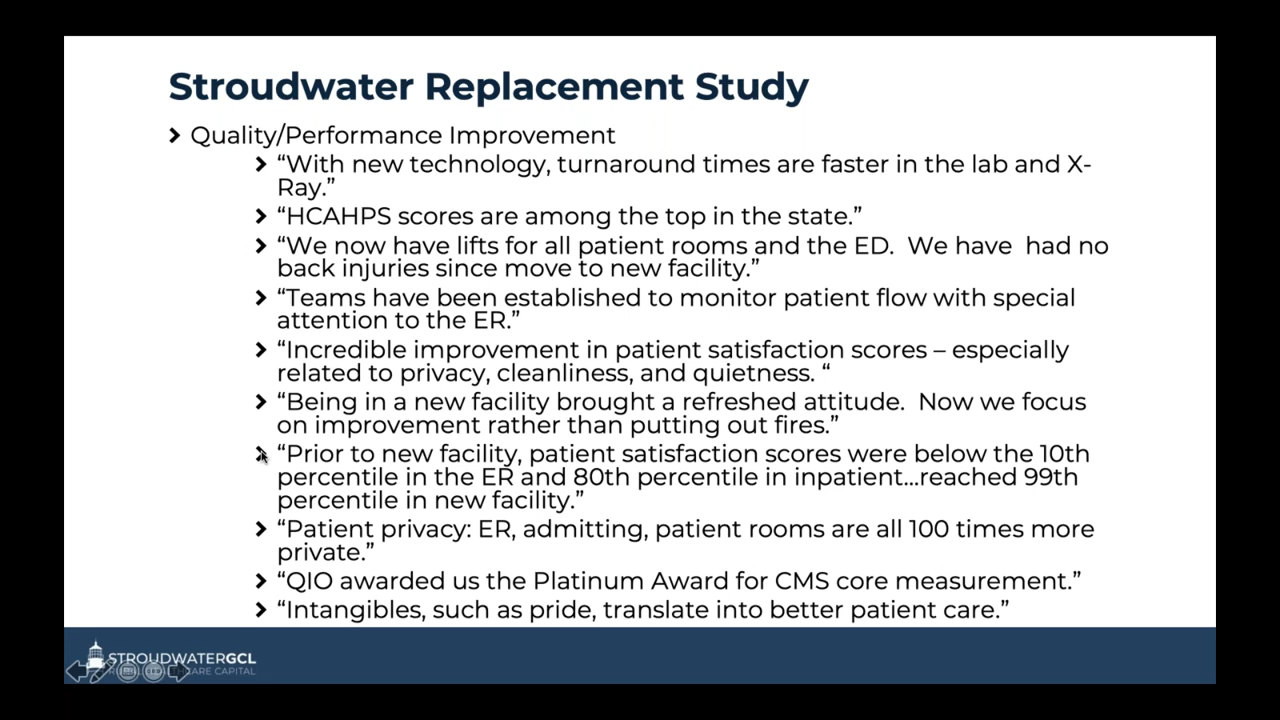 Stroudwater Replacement Study
Quality/Performance Improvement
“With new technology, turnaround times are faster in the lab and X-
Ray.”
“HCAHPS scores are among the top in the state.”
“We now have lifts for all patient rooms and the ED.  We have  had no
back injuries since move to new facility.”
“Teams have been established to monitor patient flow with special
attention to the ER.”
“Incredible improvement in patient satisfaction scores – especially
related to privacy, cleanliness, and quietness. “
“Being in a new facility brought a refreshed attitude.  Now we focus
on improvement rather than putting out fires.”
“Prior to new facility, patient satisfaction scores were below the 10th
percentile in the ER and 80th percentile in inpatient...reached 99th
percentile in new facility.”
“Patient privacy: ER, admitting, patient rooms are all 100 times more
private.”
“QIO awarded us the Platinum Award for CMS core measurement.”
“Intangibles, such as pride, translate into better patient care.”
STROUDWATERGCL
CAPITAL